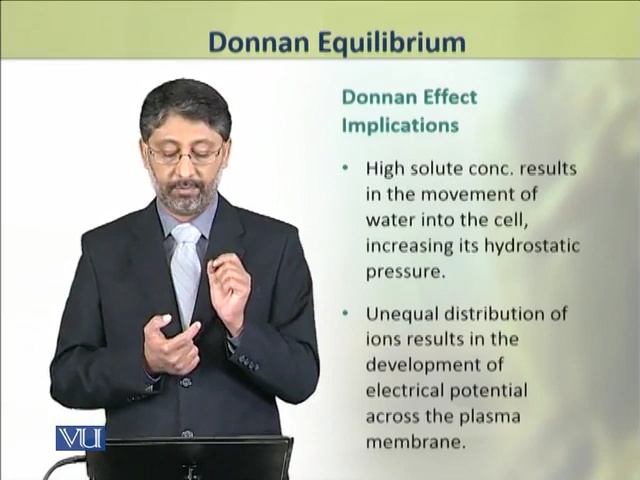 Donnan Equilibrium
Donnan Effect
Implications
• High solute conc. results
in the movement of
water into the cell,
increasing its hydrostatic
pressure.
• Unequal distribution of
ions results in the
development of
electrical potential
across the plasma
membrane.
VU